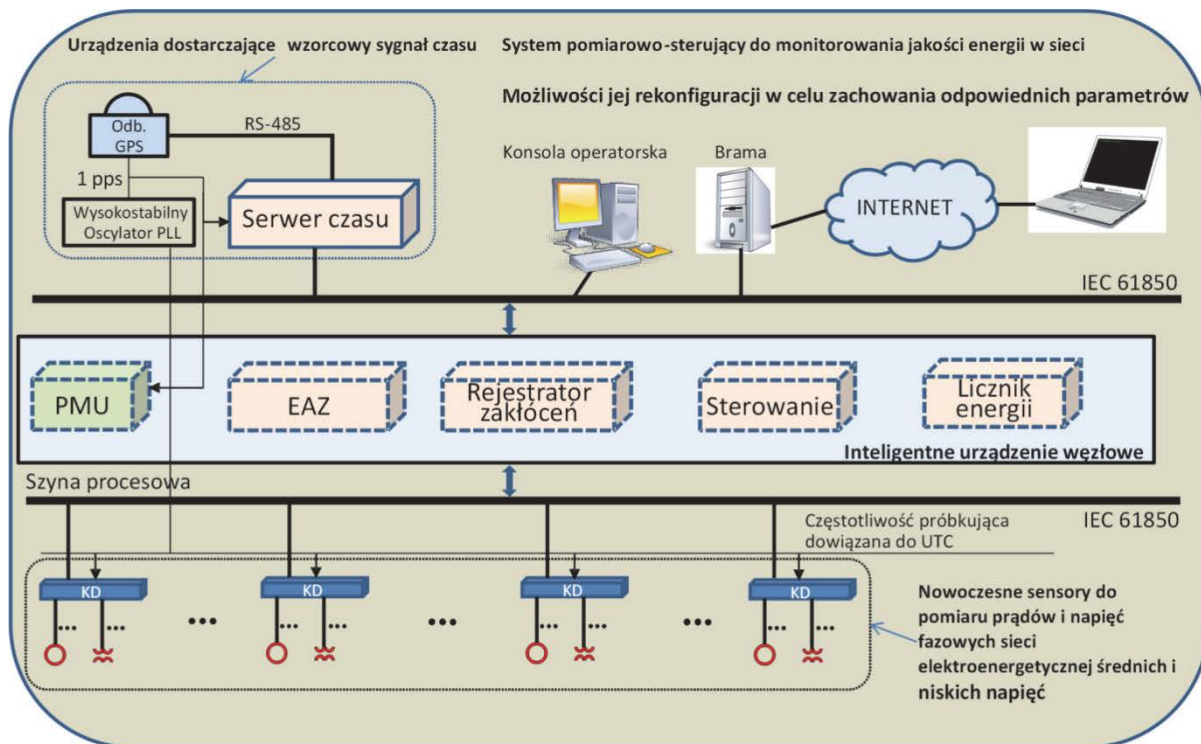 Urządzenia dostarczające wzorcowy sygnał czasu
System pomiarowo-sterujący do monitorowania jakości energii w sieci
Możliwości jej rekonfiguracji w celu zachowania odpowiednich parametrów
Odb.
GPS
RS-485
1 pps
Wysokostabilny
Oscylator PLL
Serwer czasu
Konsola operatorska
Brama
INTERNET
IEC 61850
PMU
EAZ
Rejestrator
zakłóceń
Sterowanie
Licznik
energii
Inteligentne urządzenie węzłowe
Szyna procesowa
IEC 61850
Częstotliwość próbkująca
dowiązana do UTC
KD
KD
KD
KD
Nowoczesne sensory do
pomiaru prądów i napięć
fazowych sieci
elektroenergetycznej średnich i
niskich napięć